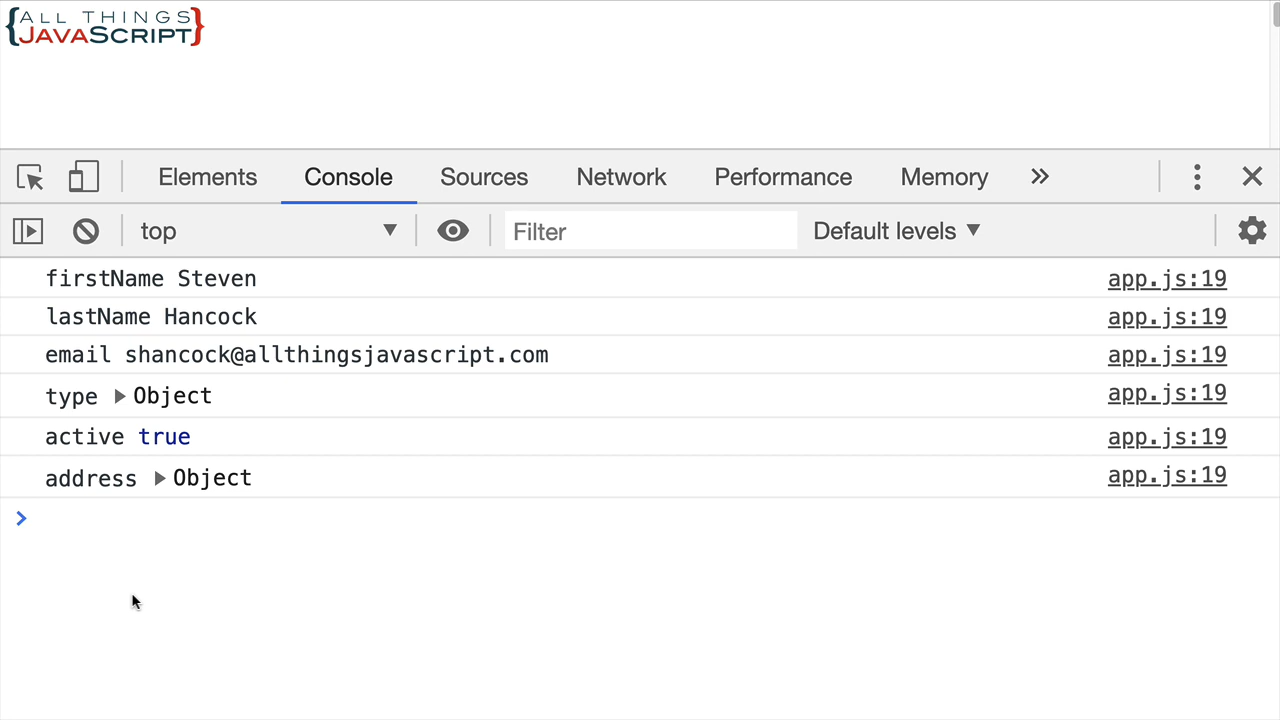 {ALL THINGS
JAVASCRIPT}
Elements Console Sources Network Performance Memory »
top ▼ Filter Default levels ▼
firstName Steven app.js:19
lastName Hancock app.js:19
email shancock@allthingsjavascript.com app.js:19
type ▶ Object app.js:19
active true app.js:19
address ▶ Object app.js:19
>